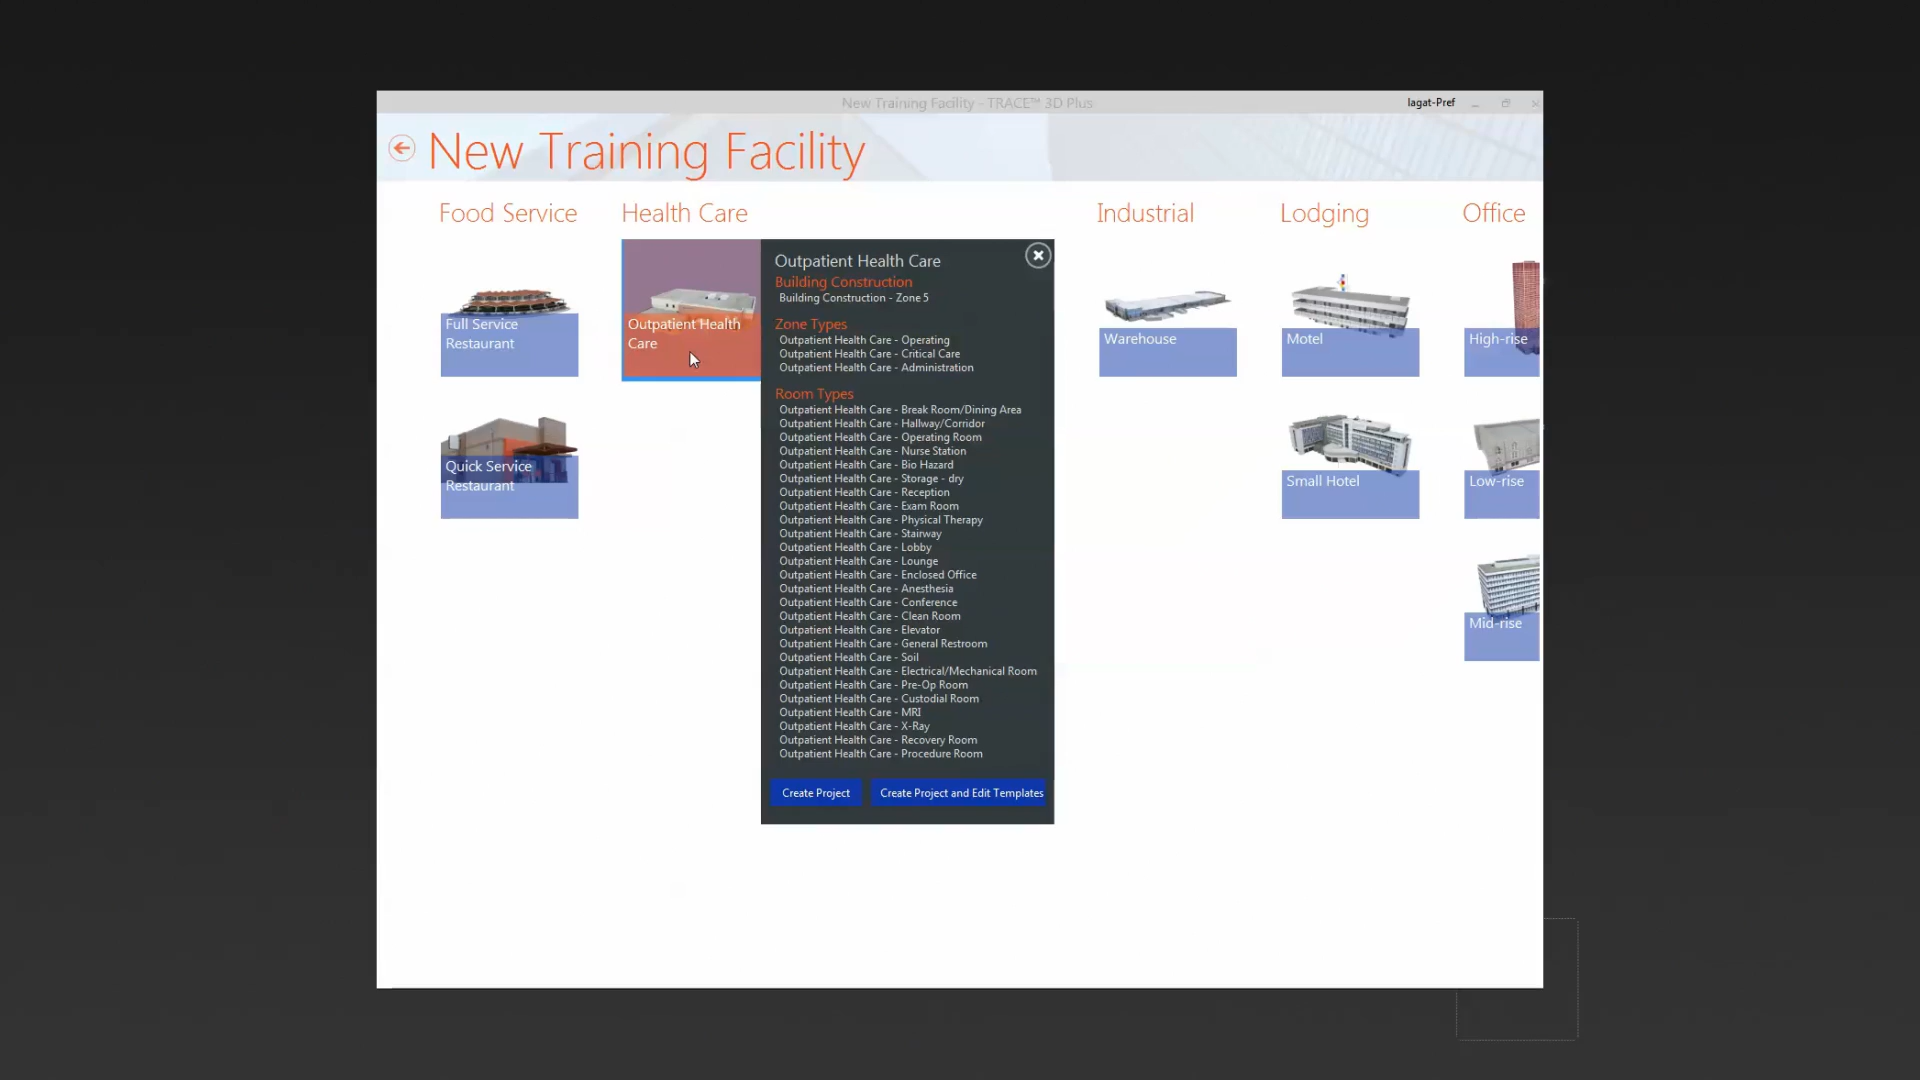 New Training Facility - TRACE™ 3D Plus
lagat-Pref
New Training Facility
Food Service
Health Care
Industrial
Lodging
Office
Full Service
Restaurant
Quick Service
Restaurant
Outpatient Health
Care
Outpatient Health Care
Building Construction
Building Construction - Zone 5
Zone Types
Outpatient Health Care - Operating
Outpatient Health Care - Critical Care
Outpatient Health Care - Administration
Room Types
Outpatient Health Care - Break Room/Dining Area
Outpatient Health Care - Hallway/Corridor
Outpatient Health Care - Operating Room
Outpatient Health Care - Nurse Station
Outpatient Health Care - Bio Hazard
Outpatient Health Care - Storage - dry
Outpatient Health Care - Reception
Outpatient Health Care - Exam Room
Outpatient Health Care - Physical Therapy
Outpatient Health Care - Stairway
Outpatient Health Care - Lobby
Outpatient Health Care - Lounge
Outpatient Health Care - Enclosed Office
Outpatient Health Care - Anesthesia
Outpatient Health Care - Conference
Outpatient Health Care - Clean Room
Outpatient Health Care - Elevator
Outpatient Health Care - General Restroom
Outpatient Health Care - Soil
Outpatient Health Care - Electrical/Mechanical Room
Outpatient Health Care - Pre-Op Room
Outpatient Health Care - Custodial Room
Outpatient Health Care - MRI
Outpatient Health Care - X-Ray
Outpatient Health Care - Recovery Room
Outpatient Health Care - Procedure Room
Create Project
Create Project and Edit Templates
Warehouse
Motel
Small Hotel
High-rise
Low-rise
Mid-rise